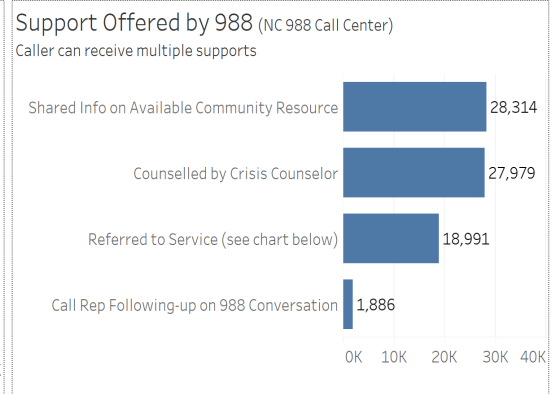 Support Offered by 988 (NC 988 Call Center)
Caller can receive multiple supports
Shared Info on Available Community Resource 28,314
Counselled by Crisis Counselor 27,979
Referred to Service (see chart below) 18,991
Call Rep Following-up on 988 Conversation 1,886
0K 10K 20K 30K 40K